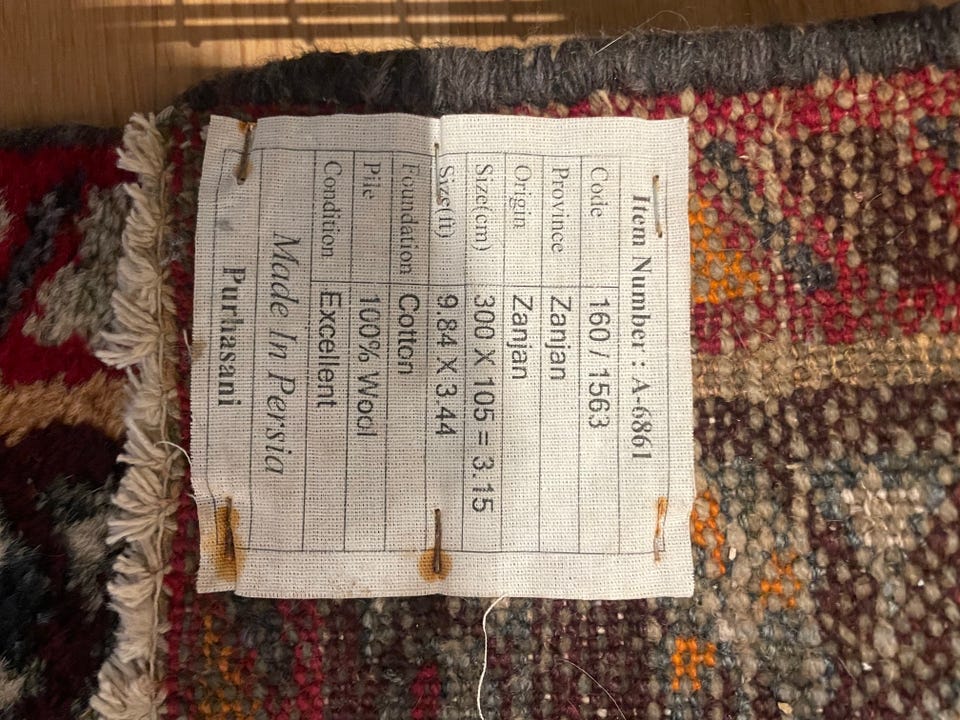 Item Number : A-6861
Code 160 / 1563
Province Zanjan
Origin Zanjan
Size(cm) 300 X 105 = 3.15
Size(ft) 9.84 X 3.44
Foundation Cotton
Pile 100% Wool
Condition Excellent
Made In Persia
Purhasani